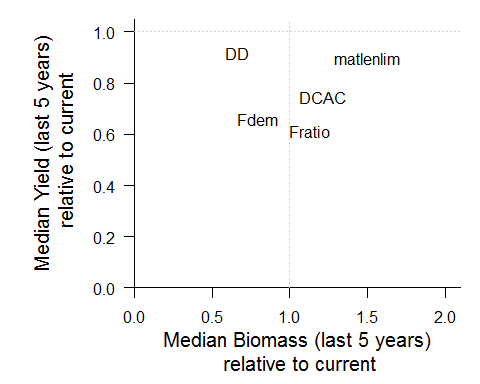 Median Yield (last 5 years)
relative to current
1.0
0.8
0.6
0.4
0.2
0.0
DD
matlenlim
DCAC
Fdem
Fratio
0.0 0.5 1.0 1.5 2.0
Median Biomass (last 5 years)
relative to current